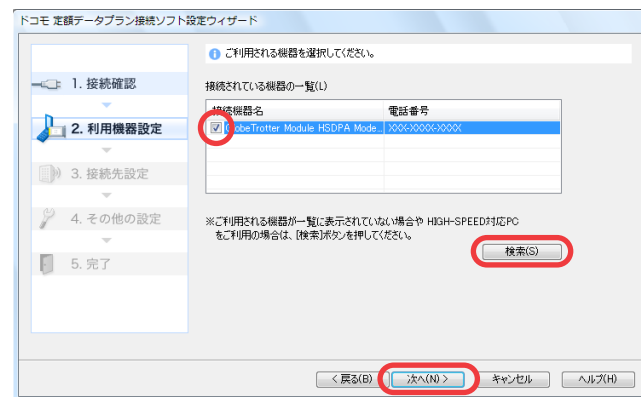 ドコモ 定額データプラン接続ソフト設定ウィザード
ご利用される機器を選択してください。
1. 接続確認
2. 利用機器設定
3. 接続先設定
4. その他の設定
5. 完了
接続されている機器の一覧(L)
接続機器名 電話番号
GlobeTrotter Module HSDPA Mode... XXX-XXXX-XXXX
※ご利用される機器が一覧に表示されていない場合や HIGH-SPEED対応PC
をご利用の場合は、[検索]ボタンを押してください。
検索(S)
< 戻る(B) 次へ(N) > キャンセル ヘルプ(H)